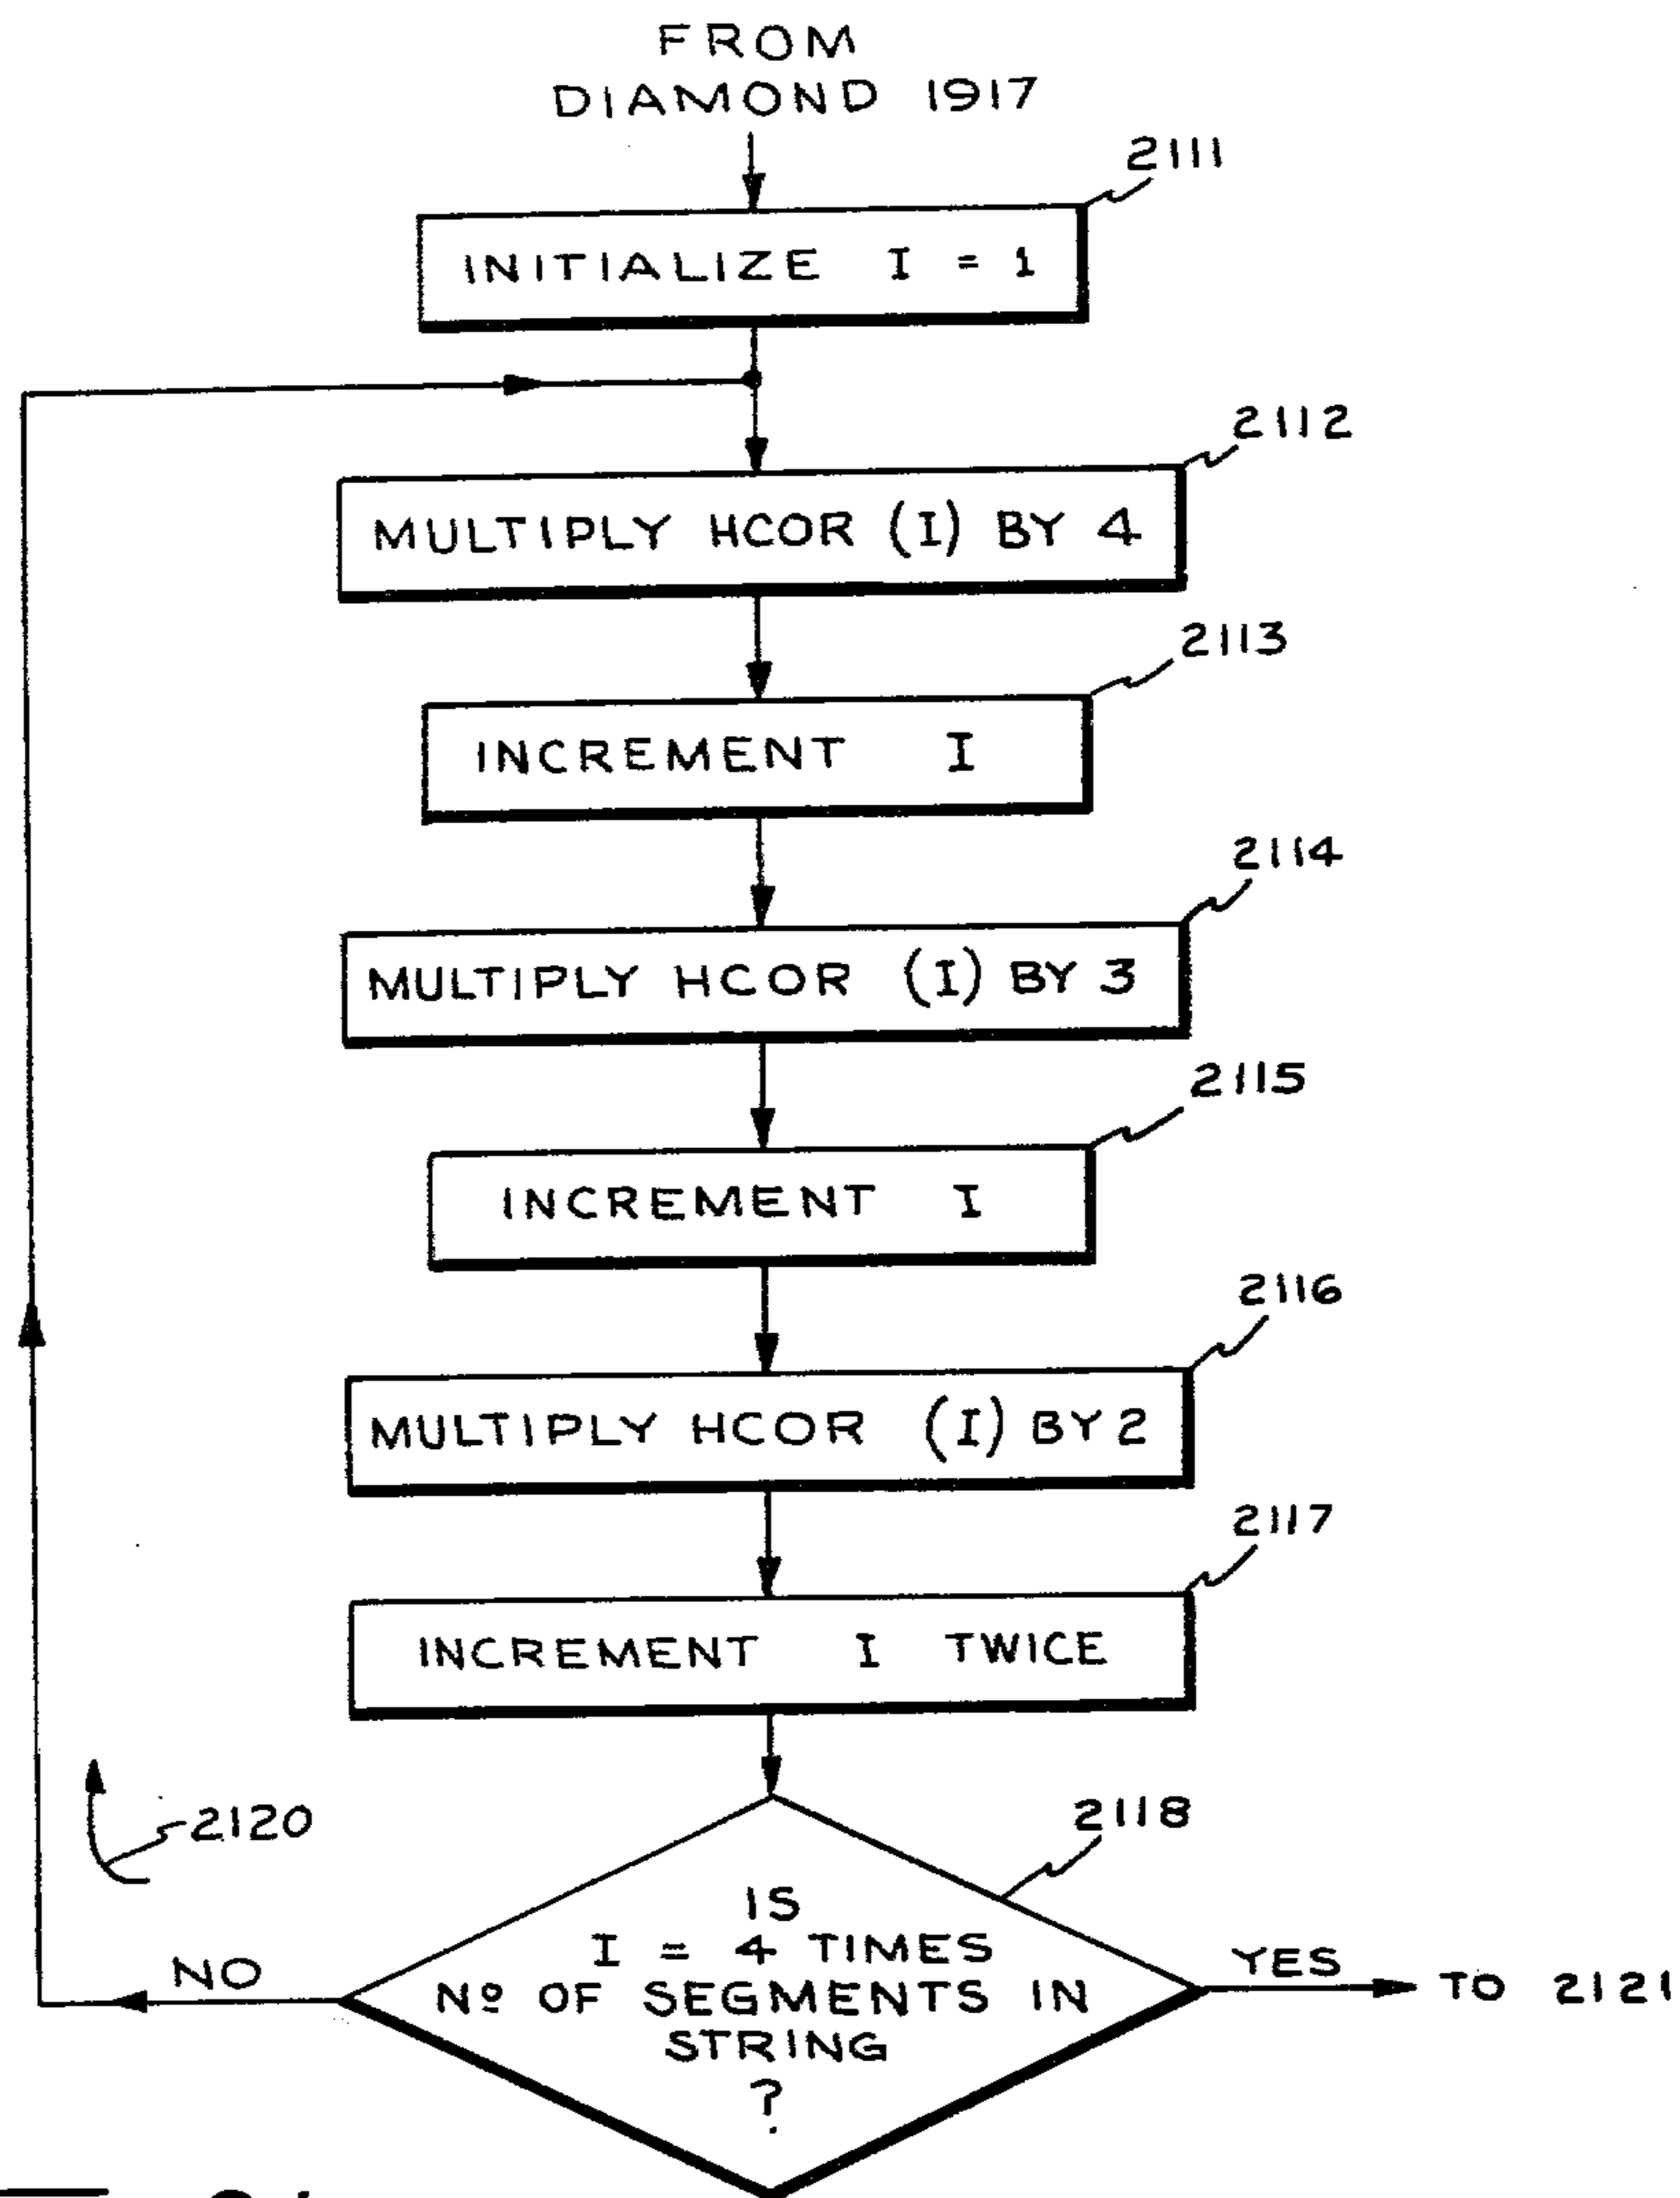 FROM
DIAMOND 1917
2111
INITIALIZE I = 1
2112
MULTIPLY HCOR (I) BY 4
2113
INCREMENT I
2114
MULTIPLY HCOR (I) BY 3
2115
INCREMENT I
2116
MULTIPLY HCOR (I) BY 2
2117
INCREMENT I TWICE
2120
2118
IS
I = 4 TIMES
Nº OF SEGMENTS IN
STRING
?
NO
YES
TO 2121